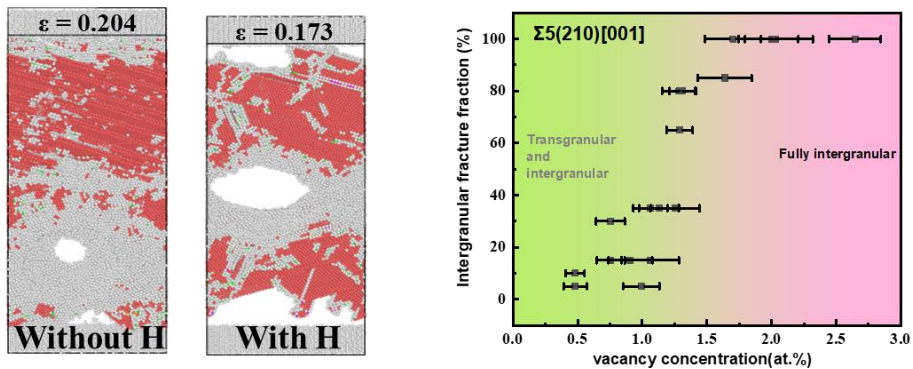 ε = 0.204
Without H
ε = 0.173
With H
Σ5(210)[001]
Intergranular fracture fraction (%)
100
80
60
40
20
0
Transgranular
and
intergranular
Fully intergranular
0.0 0.5 1.0 1.5 2.0 2.5 3.0
vacancy concentration(at.%)